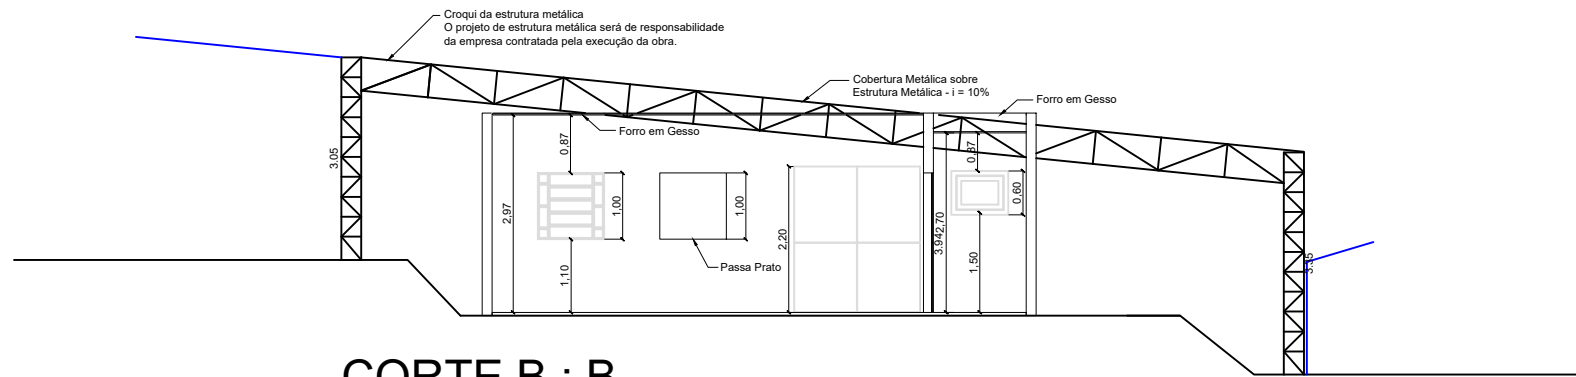 Croqui da estrutura metálica
O projeto de estrutura metálica será de responsabilidade
da empresa contratada pela execução da obra.
Cobertura Metálica sobre
Estrutura Metálica - i = 10%
Forro em Gesso
Forro em Gesso
3.05
0,87
0,87
2,97
1,00
1,00
0,60
2,20
3.94
2,70
1,10
1,50
Passa Prato
CORTE B : B